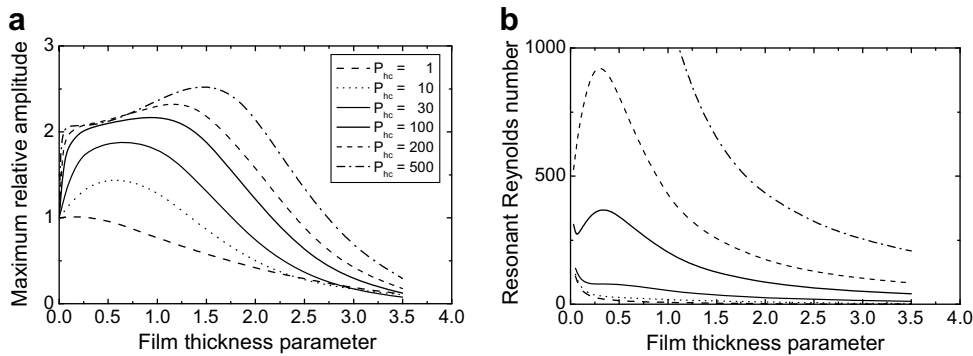 a
3
2
1
0
Maximum relative amplitude
0.0 0.5 1.0 1.5 2.0 2.5 3.0 3.5 4.0
Film thickness parameter
P_hc = 1
P_hc = 10
P_hc = 30
P_hc = 100
P_hc = 200
P_hc = 500
b
1000
500
0
Resonant Reynolds number
0.0 0.5 1.0 1.5 2.0 2.5 3.0 3.5 4.0
Film thickness parameter